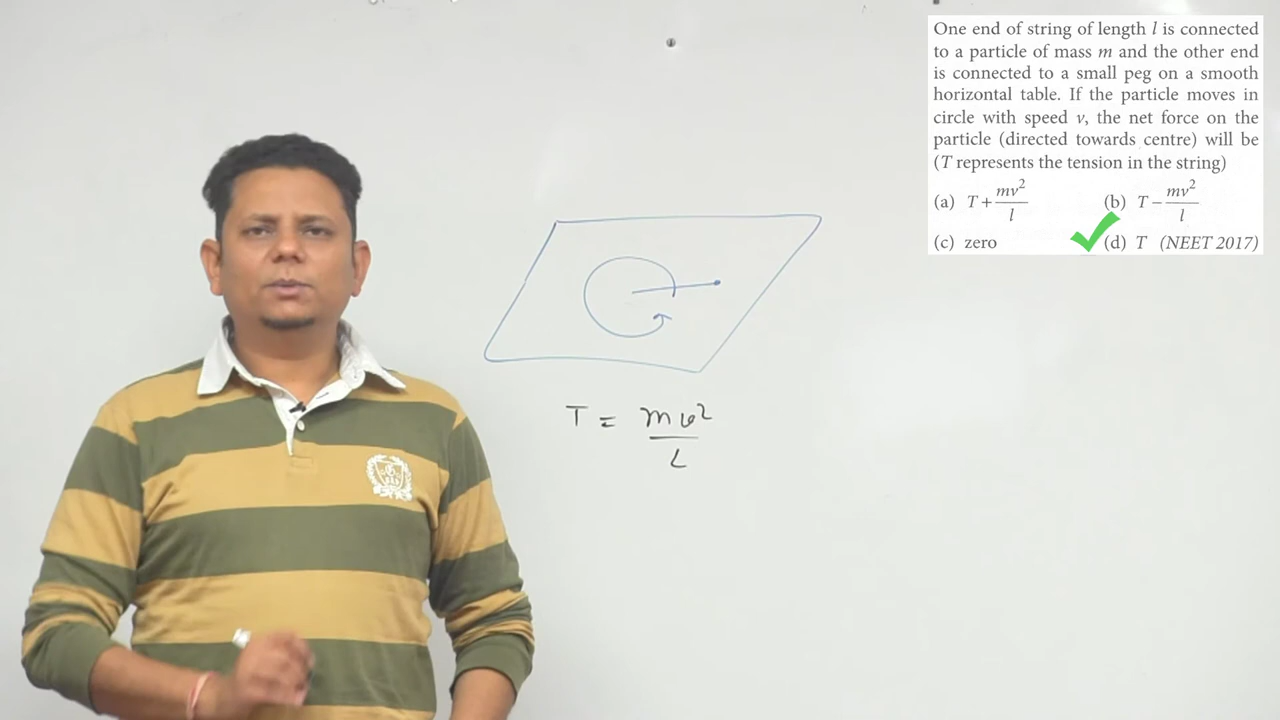 One end of string of length l is connected
to a particle of mass m and the other end
is connected to a small peg on a smooth
horizontal table. If the particle moves in
circle with speed v, the net force on the
particle (directed towards centre) will be
(T represents the tension in the string)
(a) T + mv²/l (b) T − mv²/l
(c) zero (d) T (NEET 2017)
T = mv²/L